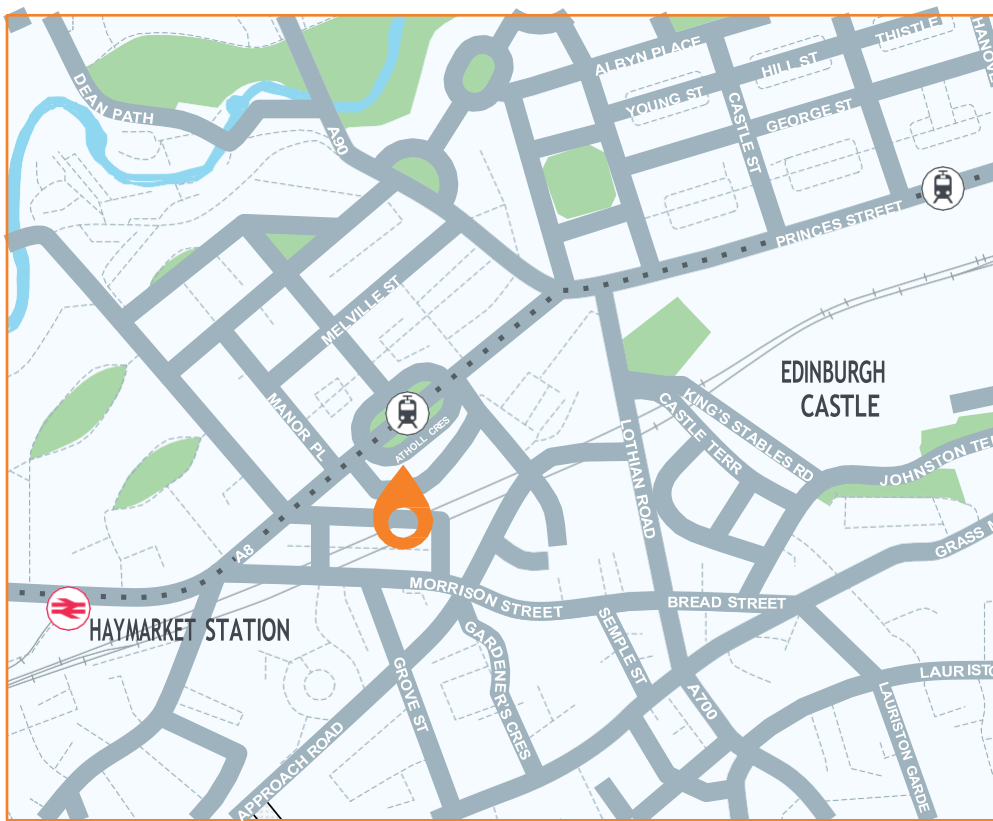 THISTLE
HANOVE
ALBYN PLACE
HILL ST
DEAN PATH
YOUNG ST
CASTLE ST
GEORGE ST
A90
PRINCES STREET
MELVILLE ST
EDINBURGH
CASTLE
MANOR PL
ATHOLL CRES
KING'S STABLES RD
CASTLE TERR
LOTHIAN ROAD
JOHNSTON TE
GRASS M
A8
MORRISON STREET
BREAD STREET
HAYMARKET STATION
SEMPLE ST
GARDENER'S CRES
GROVE ST
LAURISTO
A700
LAURISTON GARDE
APPROACH ROAD